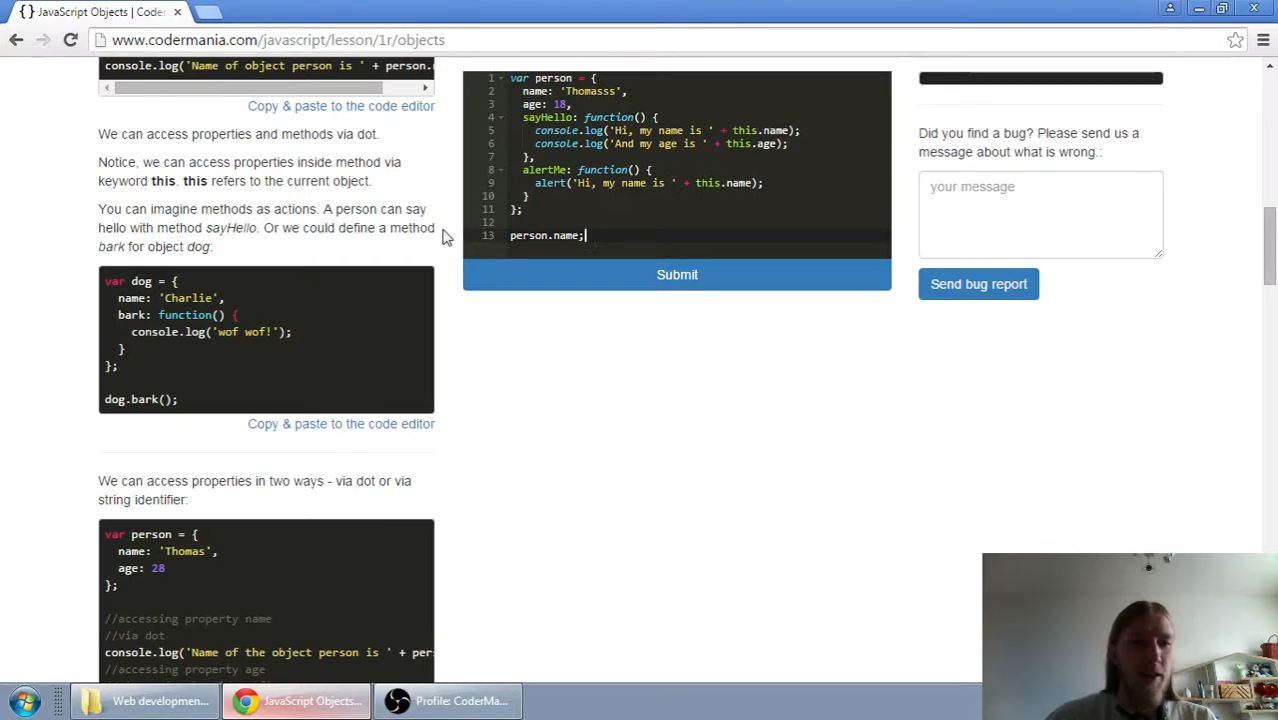 JavaScript Objects | Coder
www.codermania.com/javascript/lesson/1r/objects
console.log('Name of object person is ' + person.
Copy & paste to the code editor
We can access properties and methods via dot.
Notice, we can access properties inside method via
keyword this. this refers to the current object.
You can imagine methods as actions. A person can say
hello with method sayHello. Or we could define a method
bark for object dog:
var dog = {
name: 'Charlie',
bark: function() {
console.log('wof wof!');
}
};
dog.bark();
Copy & paste to the code editor
We can access properties in two ways - via dot or via
string identifier:
var person = {
name: 'Thomas',
age: 28
};
//accessing property name
//via dot
console.log('Name of the object person is ' + pers
//accessing property age
1 var person = {
2 name: 'Thomasss',
3 age: 18,
4 sayHello: function() {
5 console.log('Hi, my name is ' + this.name);
6 console.log('And my age is ' + this.age);
7 },
8 alertMe: function() {
9 alert('Hi, my name is ' + this.name);
10 }
11 };
12
13 person.name;
Submit
Did you find a bug? Please send us a
message about what is wrong.:
your message
Send bug report
Web developmen...
JavaScript Objects...
Profile: CoderMa...